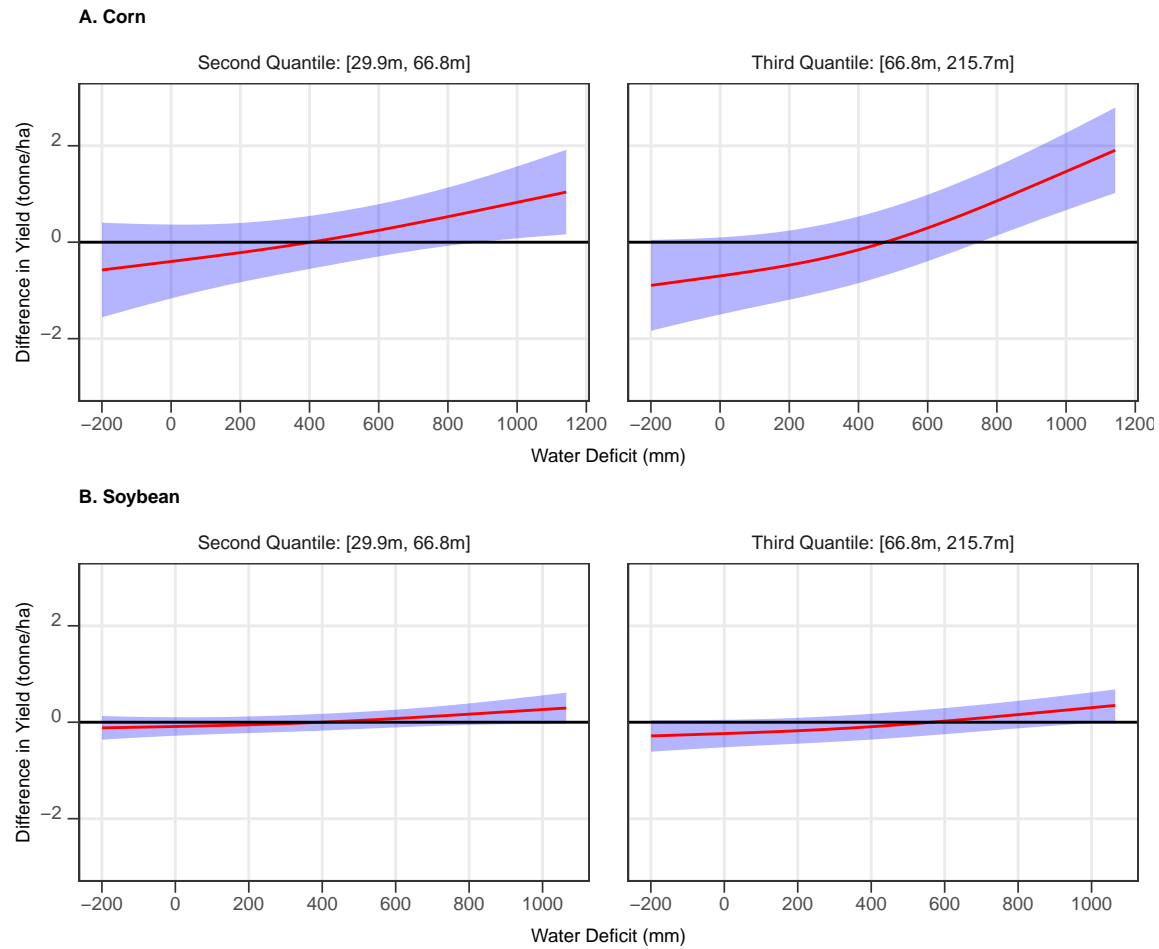 A. Corn
Second Quantile: [29.9m, 66.8m]
Third Quantile: [66.8m, 215.7m]
Difference in Yield (tonne/ha)
2
0
−2
−200 0 200 400 600 800 1000 1200
−200 0 200 400 600 800 1000 1200
Water Deficit (mm)
B. Soybean
Second Quantile: [29.9m, 66.8m]
Third Quantile: [66.8m, 215.7m]
Difference in Yield (tonne/ha)
2
0
−2
−200 0 200 400 600 800 1000
−200 0 200 400 600 800 1000
Water Deficit (mm)